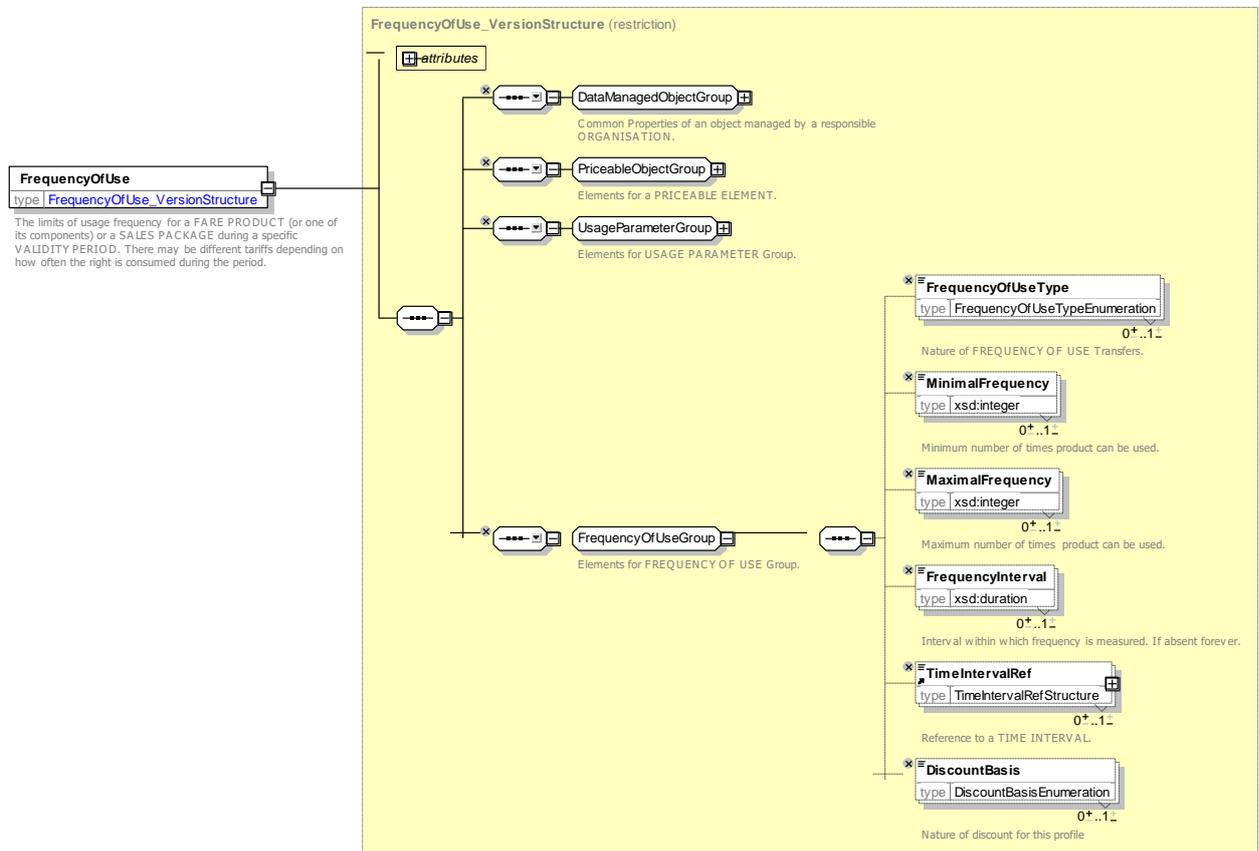 FrequencyOfUse_VersionStructure (restriction)
attributes
DataManagedObjectGroup
Common Properties of an object managed by a responsible
ORGANISATION.
FrequencyOfUse
type FrequencyOfUse_VersionStructure
The limits of usage frequency for a FARE PRODUCT (or one of
its components) or a SALES PACKAGE during a specific
VALIDITY PERIOD. There may be different tariffs depending on
how often the right is consumed during the period.
PriceableObjectGroup
Elements for a PRICEABLE ELEMENT.
UsageParameterGroup
Elements for USAGE PARAMETER Group.
FrequencyOfUseGroup
Elements for FREQUENCY OF USE Group.
FrequencyOfUseType
type FrequencyOfUseTypeEnumeration
0..1
Nature of FREQUENCY OF USE Transfers.
MinimalFrequency
type xsd:integer
0..1
Minimum number of times product can be used.
MaximalFrequency
type xsd:integer
0..1
Maximum number of times product can be used.
FrequencyInterval
type xsd:duration
0..1
Interval within which frequency is measured. If absent forever.
TimeIntervalRef
type TimeIntervalRefStructure
0..1
Reference to a TIME INTERVAL.
DiscountBasis
type DiscountBasisEnumeration
0..1
Nature of discount for this profile